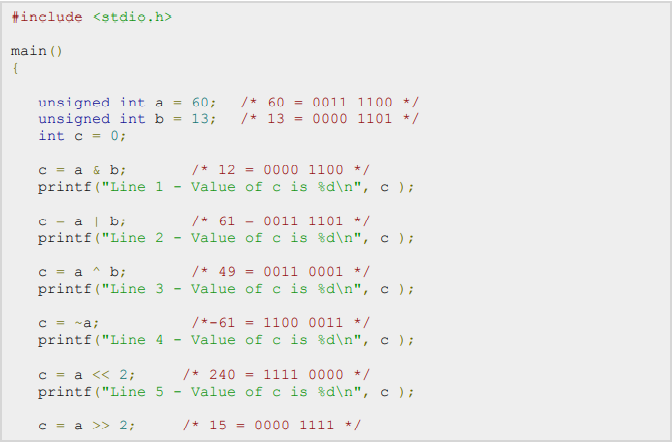 #include <stdio.h>
main()
{
unsigned int a = 60; /* 60 = 0011 1100 */
unsigned int b = 13; /* 13 = 0000 1101 */
int c = 0;
c = a & b; /* 12 = 0000 1100 */
printf("Line 1 - Value of c is %d\n", c );
c = a | b; /* 61 = 0011 1101 */
printf("Line 2 - Value of c is %d\n", c );
c = a ^ b; /* 49 = 0011 0001 */
printf("Line 3 - Value of c is %d\n", c );
c = ~a; /*-61 = 1100 0011 */
printf("Line 4 - Value of c is %d\n", c );
c = a << 2; /* 240 = 1111 0000 */
printf("Line 5 - Value of c is %d\n", c );
c = a >> 2; /* 15 = 0000 1111 */